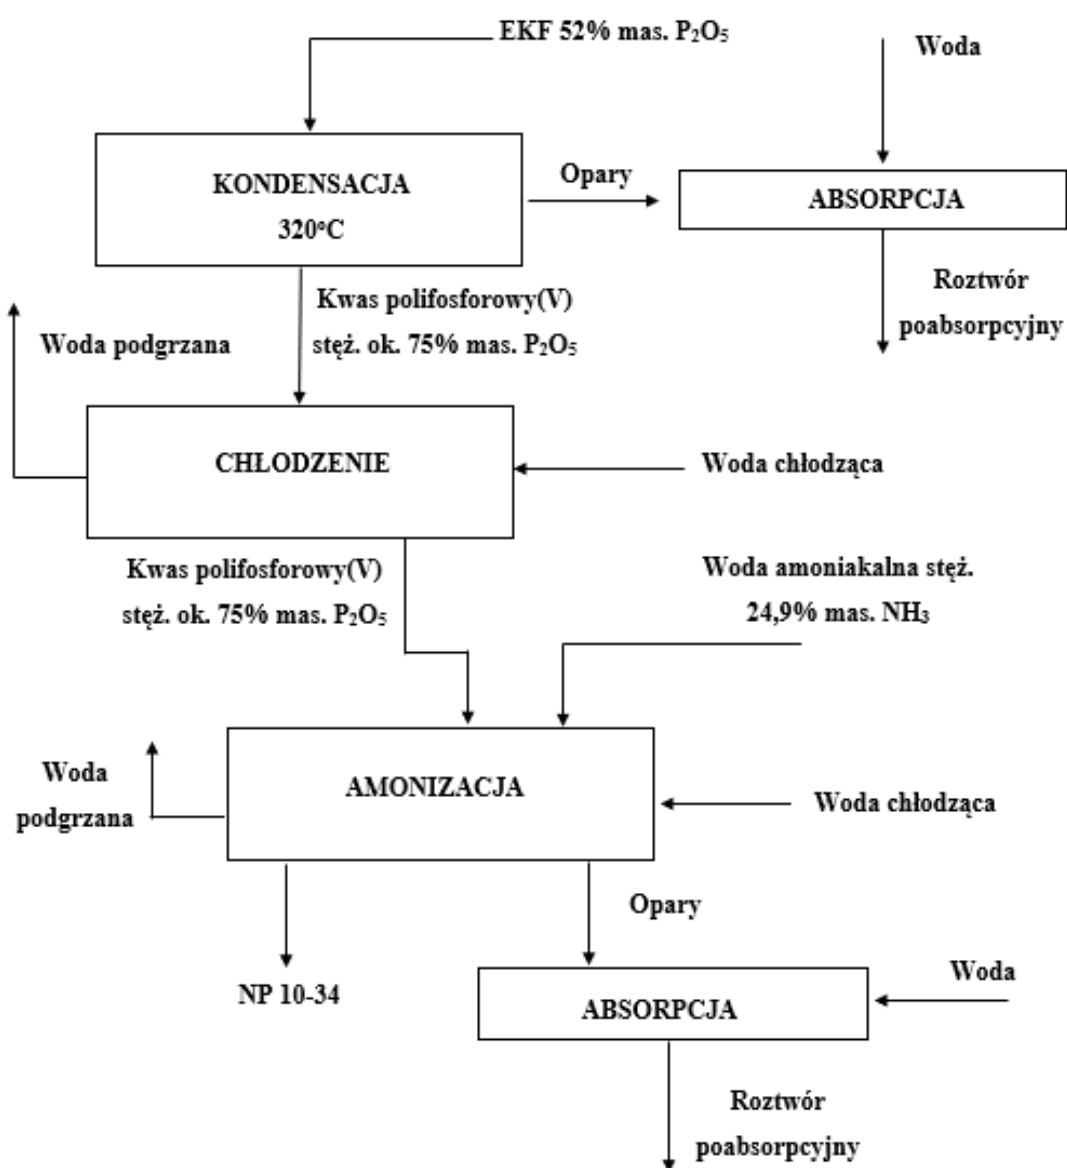 EKF 52% mas. P₂O₅
Woda
KONDENSACJA
320°C
Opary
ABSORPCJA
Kwas polifosforowy(V)
stęż. ok. 75% mas. P₂O₅
Roztwór
poabsorpcyjny
Woda podgrzana
CHŁODZENIE
Woda chłodząca
Kwas polifosforowy(V)
stęż. ok. 75% mas. P₂O₅
Woda amoniakalna stęż.
24,9% mas. NH₃
AMONIZACJA
Woda
podgrzana
Woda chłodząca
Opary
NP 10-34
ABSORPCJA
Woda
Roztwór
poabsorpcyjny